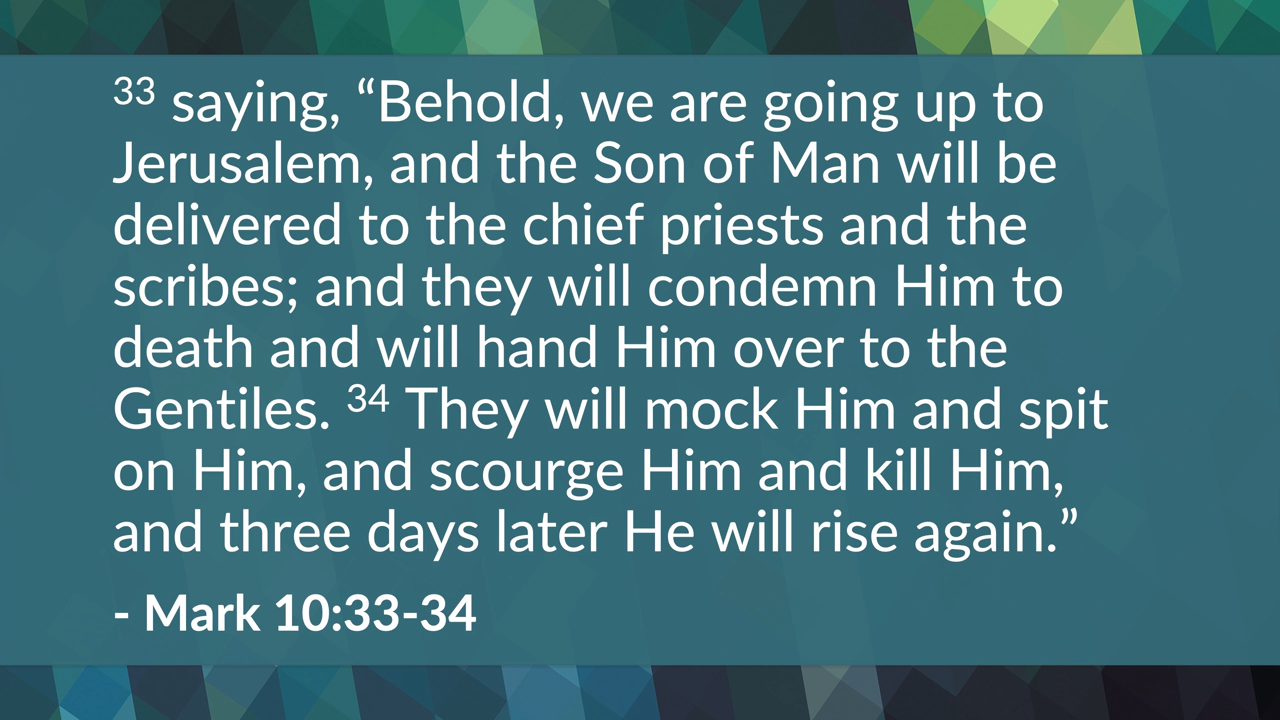 33 saying, “Behold, we are going up to
Jerusalem, and the Son of Man will be
delivered to the chief priests and the
scribes; and they will condemn Him to
death and will hand Him over to the
Gentiles. 34 They will mock Him and spit
on Him, and scourge Him and kill Him,
and three days later He will rise again.”
- Mark 10:33-34